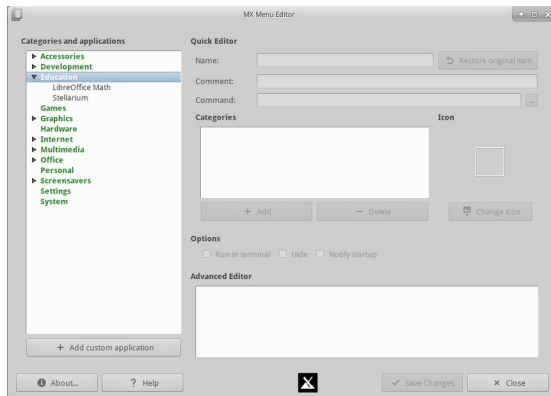 MX Menu Editor
Categories and applications
Accessories
Development
Education
LibreOffice Math
Stellarium
Games
Graphics
Hardware
Internet
Multimedia
Office
Personal
Screensavers
Settings
System
+ Add custom application
Quick Editor
Name:
Restore original item
Comment:
Command:
...
Categories
Icon
+ Add
− Delete
Change icon
Options
Run in terminal Hide Notify startup
Advanced Editor
About... ? Help Save Changes Close